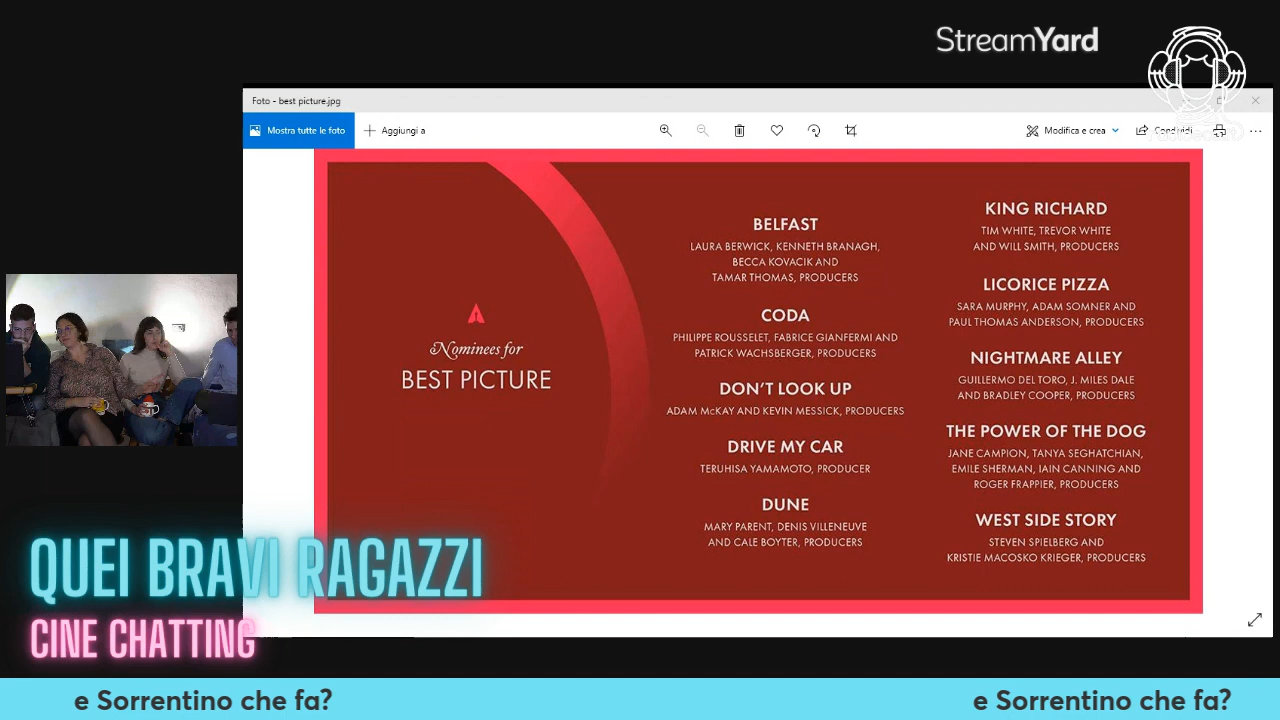 StreamYard
Foto - best picture.jpg
Mostra tutte le foto
Aggiungi a
Modifica e crea
Condividi
Nominees for
BEST PICTURE
BELFAST
LAURA BERWICK, KENNETH BRANAGH,
BECCA KOVACIK AND
TAMAR THOMAS, PRODUCERS
CODA
PHILIPPE ROUSSELET, FABRICE GIANFERMI AND
PATRICK WACHSBERGER, PRODUCERS
DON'T LOOK UP
ADAM McKAY AND KEVIN MESSICK, PRODUCERS
DRIVE MY CAR
TERUHISA YAMAMOTO, PRODUCER
DUNE
MARY PARENT, DENIS VILLENEUVE
AND CALE BOYTER, PRODUCERS
KING RICHARD
TIM WHITE, TREVOR WHITE
AND WILL SMITH, PRODUCERS
LICORICE PIZZA
SARA MURPHY, ADAM SOMNER AND
PAUL THOMAS ANDERSON, PRODUCERS
NIGHTMARE ALLEY
GUILLERMO DEL TORO, J. MILES DALE
AND BRADLEY COOPER, PRODUCERS
THE POWER OF THE DOG
JANE CAMPION, TANYA SEGHATCHIAN,
EMILE SHERMAN, IAIN CANNING AND
ROGER FRAPPIER, PRODUCERS
WEST SIDE STORY
STEVEN SPIELBERG AND
KRISTIE MACOSKO KRIEGER, PRODUCERS
QUEI BRAVI RAGAZZI
CINE CHATTING
e Sorrentino che fa?
e Sorrentino che fa?